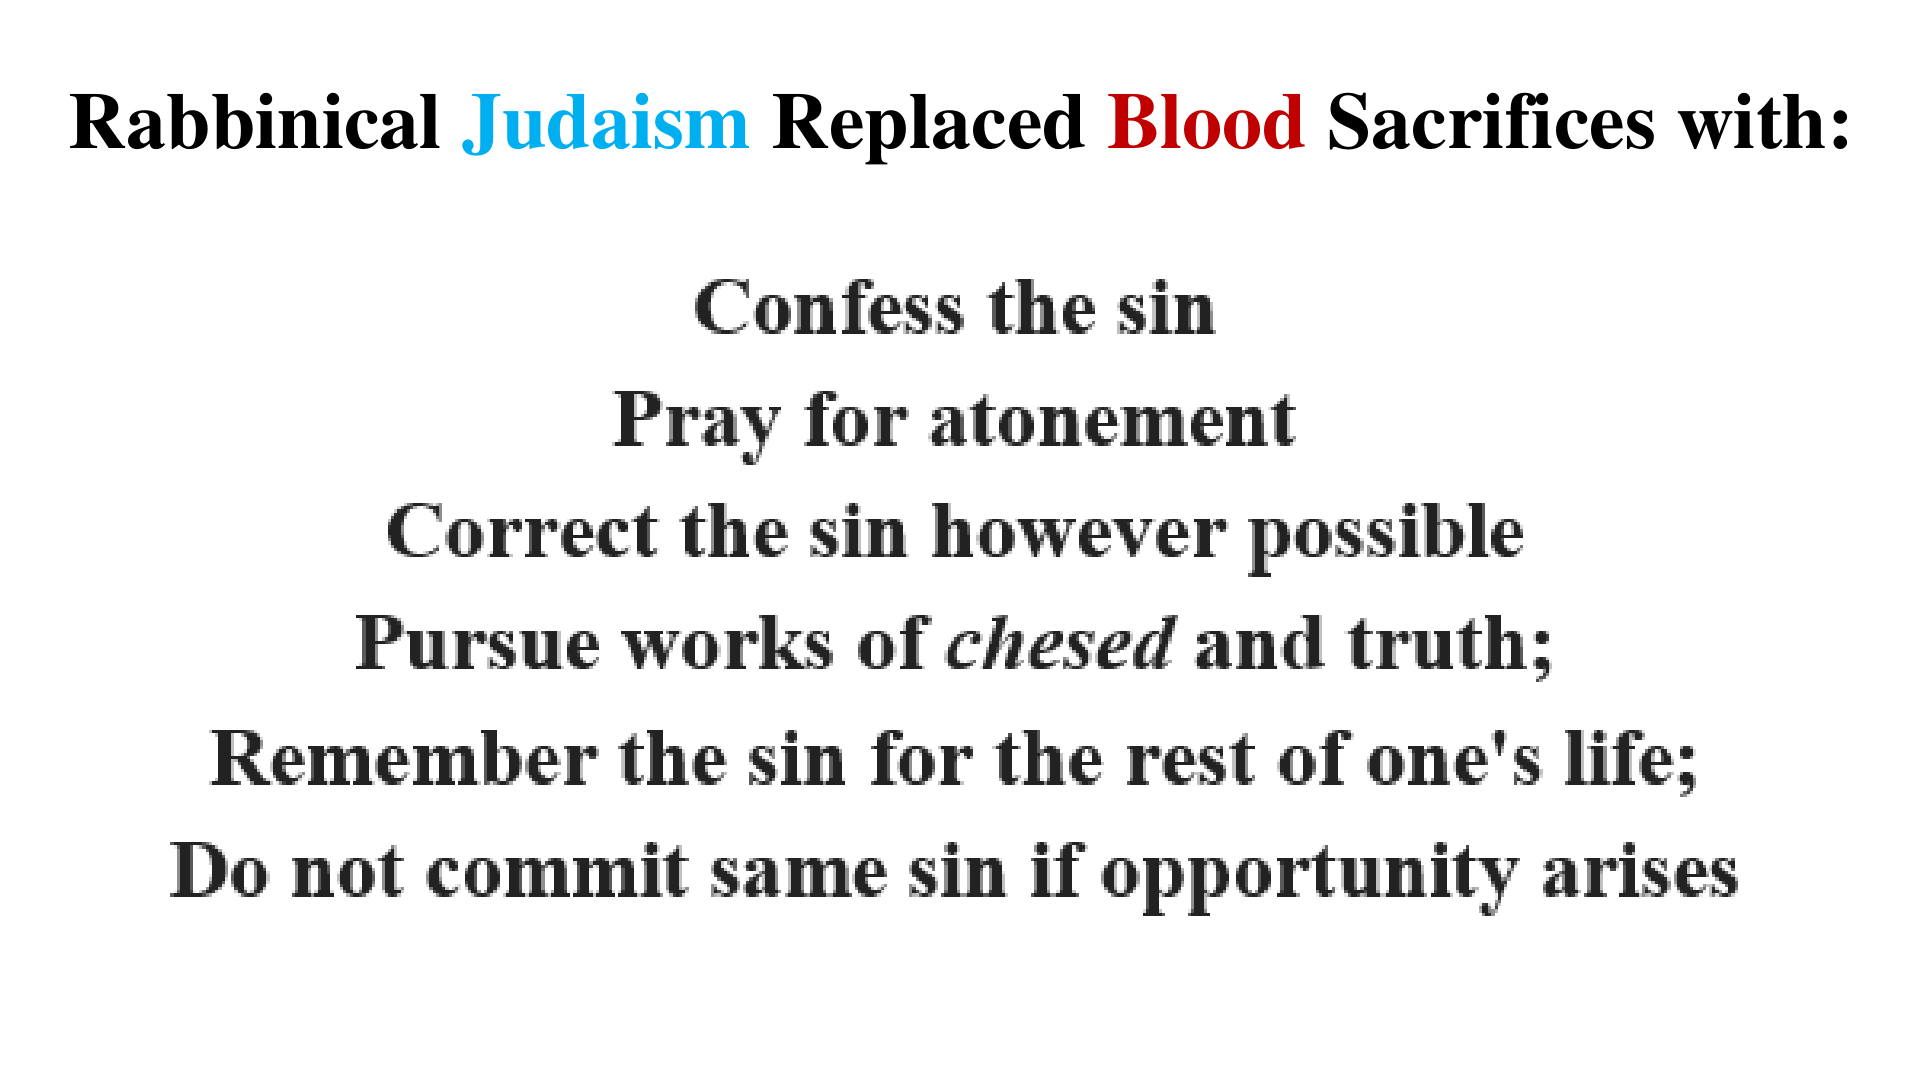 Rabbinical Judaism Replaced Blood Sacrifices with:
Confess the sin
Pray for atonement
Correct the sin however possible
Pursue works of chesed and truth;
Remember the sin for the rest of one's life;
Do not commit same sin if opportunity arises